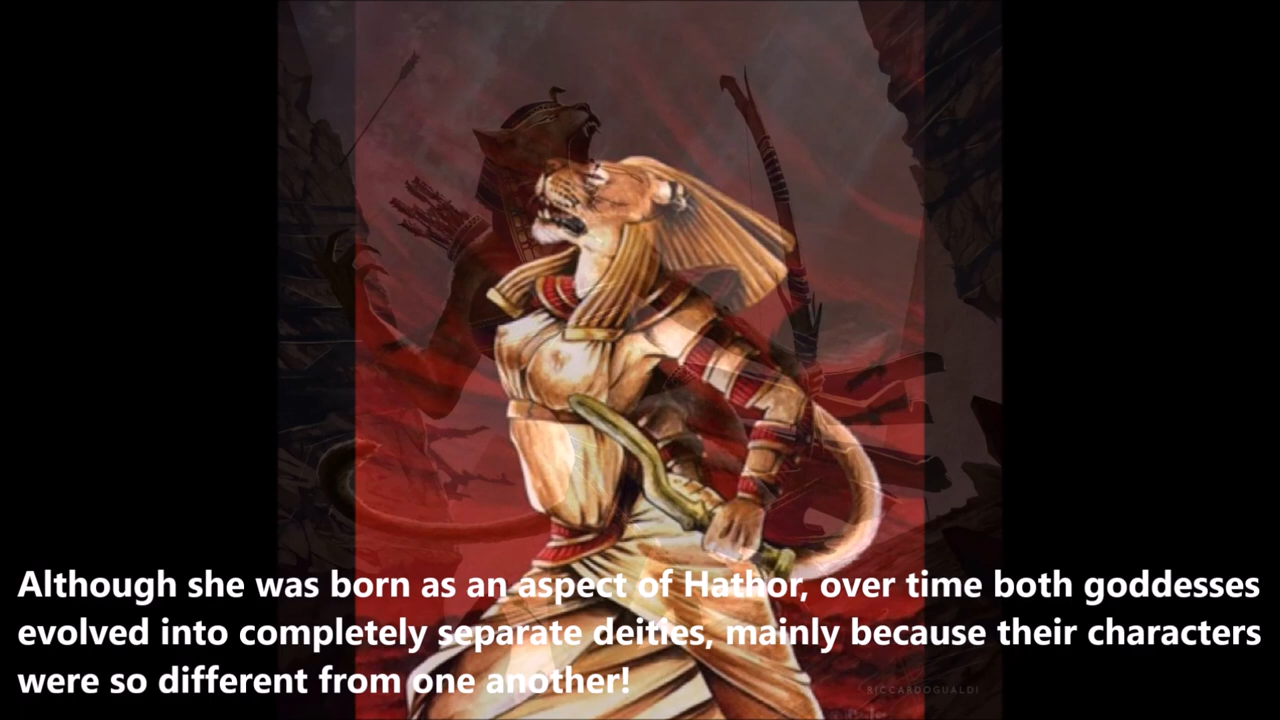 Although she was born as an aspect of Hathor, over time both goddesses
evolved into completely separate deities, mainly because their characters
were so different from one another!
RICCARDOGUALDI